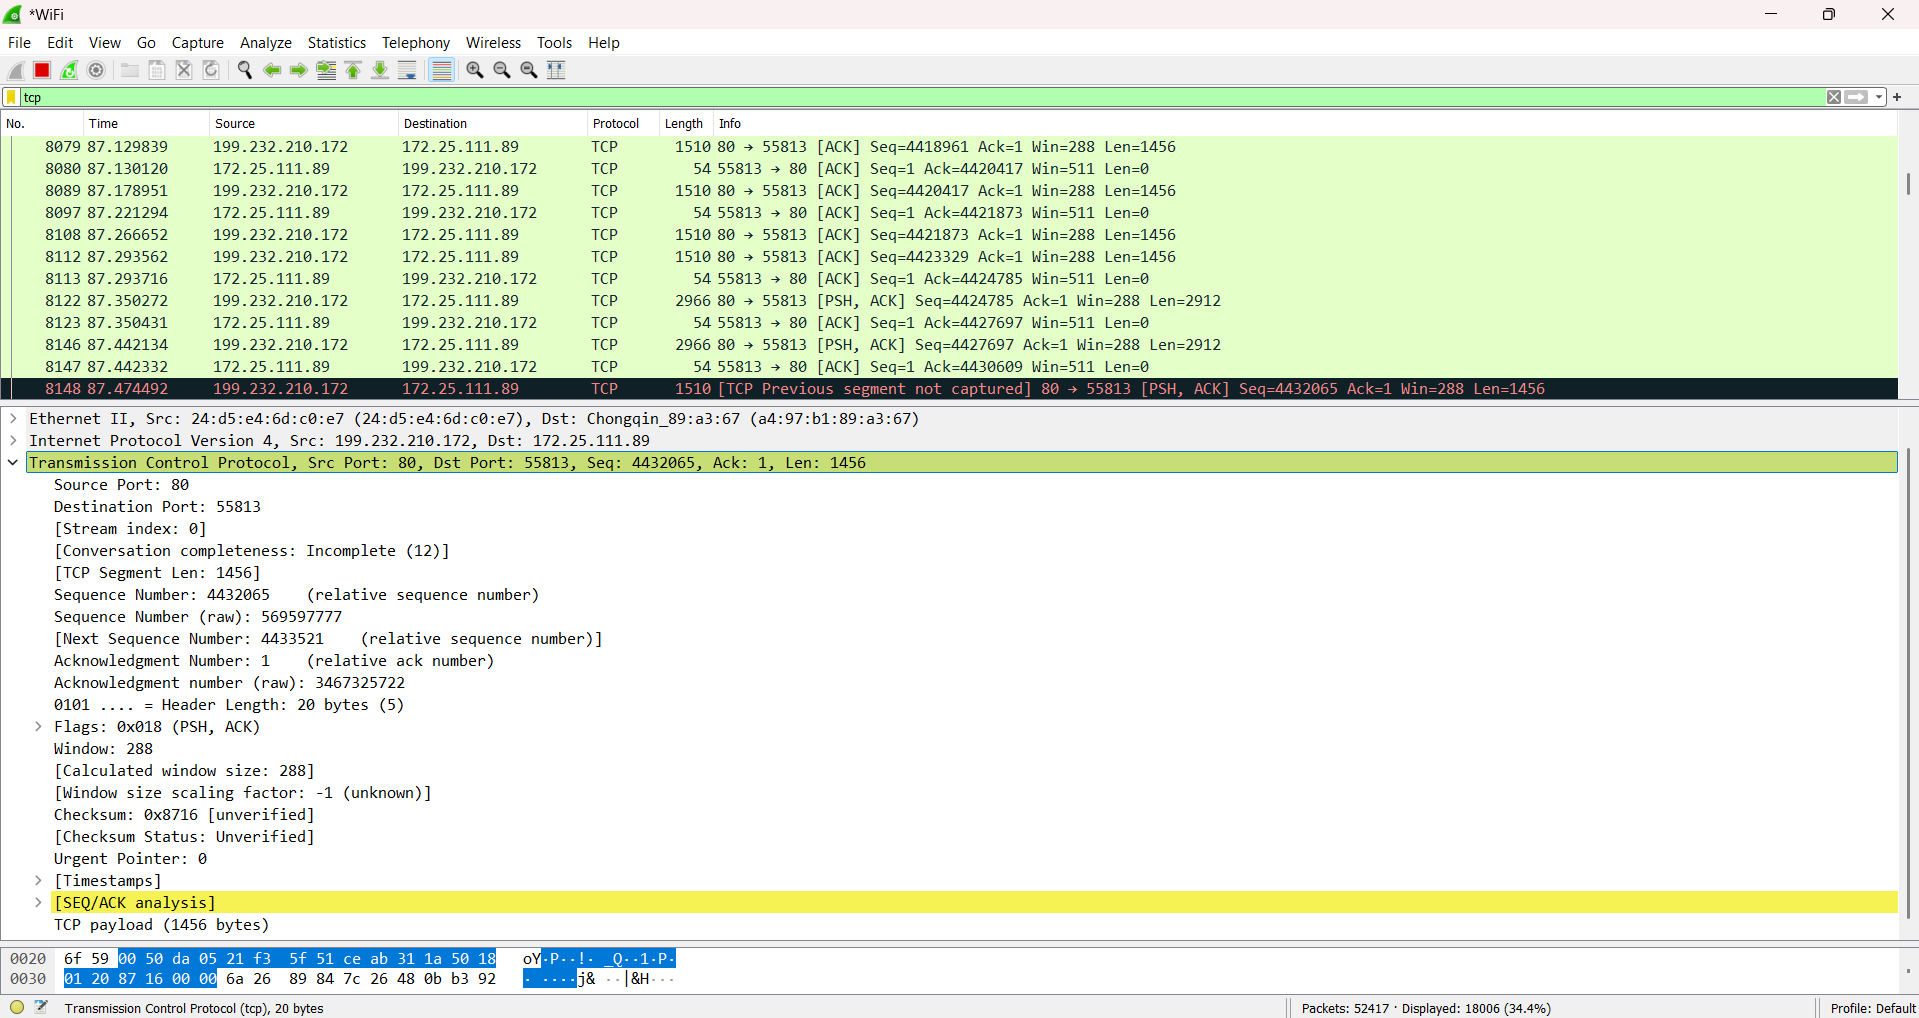 *WiFi
File Edit View Go Capture Analyze Statistics Telephony Wireless Tools Help
tcp
No. Time Source Destination Protocol Length Info
8079 87.129839 199.232.210.172 172.25.111.89 TCP 1510 80 → 55813 [ACK] Seq=4418961 Ack=1 Win=288 Len=1456
8080 87.130120 172.25.111.89 199.232.210.172 TCP 54 55813 → 80 [ACK] Seq=1 Ack=4420417 Win=511 Len=0
8089 87.178951 199.232.210.172 172.25.111.89 TCP 1510 80 → 55813 [ACK] Seq=4420417 Ack=1 Win=288 Len=1456
8097 87.221294 172.25.111.89 199.232.210.172 TCP 54 55813 → 80 [ACK] Seq=1 Ack=4421873 Win=511 Len=0
8108 87.266652 199.232.210.172 172.25.111.89 TCP 1510 80 → 55813 [ACK] Seq=4421873 Ack=1 Win=288 Len=1456
8112 87.293562 199.232.210.172 172.25.111.89 TCP 1510 80 → 55813 [ACK] Seq=4423329 Ack=1 Win=288 Len=1456
8113 87.293716 172.25.111.89 199.232.210.172 TCP 54 55813 → 80 [ACK] Seq=1 Ack=4424785 Win=511 Len=0
8122 87.350272 199.232.210.172 172.25.111.89 TCP 2966 80 → 55813 [PSH, ACK] Seq=4424785 Ack=1 Win=288 Len=2912
8123 87.350431 172.25.111.89 199.232.210.172 TCP 54 55813 → 80 [ACK] Seq=1 Ack=4427697 Win=511 Len=0
8146 87.442134 199.232.210.172 172.25.111.89 TCP 2966 80 → 55813 [PSH, ACK] Seq=4427697 Ack=1 Win=288 Len=2912
8147 87.442332 172.25.111.89 199.232.210.172 TCP 54 55813 → 80 [ACK] Seq=1 Ack=4430609 Win=511 Len=0
8148 87.474492 199.232.210.172 172.25.111.89 TCP 1510 [TCP Previous segment not captured] 80 → 55813 [PSH, ACK] Seq=4432065 Ack=1 Win=288 Len=1456
Ethernet II, Src: 24:d5:e4:6d:c0:e7 (24:d5:e4:6d:c0:e7), Dst: Chongqin_89:a3:67 (a4:97:b1:89:a3:67)
Internet Protocol Version 4, Src: 199.232.210.172, Dst: 172.25.111.89
Transmission Control Protocol, Src Port: 80, Dst Port: 55813, Seq: 4432065, Ack: 1, Len: 1456
Source Port: 80
Destination Port: 55813
[Stream index: 0]
[Conversation completeness: Incomplete (12)]
[TCP Segment Len: 1456]
Sequence Number: 4432065 (relative sequence number)
Sequence Number (raw): 569597777
[Next Sequence Number: 4433521 (relative sequence number)]
Acknowledgment Number: 1 (relative ack number)
Acknowledgment number (raw): 3467325722
0101 .... = Header Length: 20 bytes (5)
Flags: 0x018 (PSH, ACK)
Window: 288
[Calculated window size: 288]
[Window size scaling factor: -1 (unknown)]
Checksum: 0x8716 [unverified]
[Checksum Status: Unverified]
Urgent Pointer: 0
[Timestamps]
[SEQ/ACK analysis]
TCP payload (1456 bytes)
0020 6f 59 00 50 da 05 21 f3 5f 51 ce ab 31 1a 50 18 oY·P··!· _Q··1·P·
0030 01 20 87 16 00 00 6a 26 89 84 7c 26 48 0b b3 92 · ····j& ··|&H···
Transmission Control Protocol (tcp), 20 bytes Packets: 52417 · Displayed: 18006 (34.4%) Profile: Default